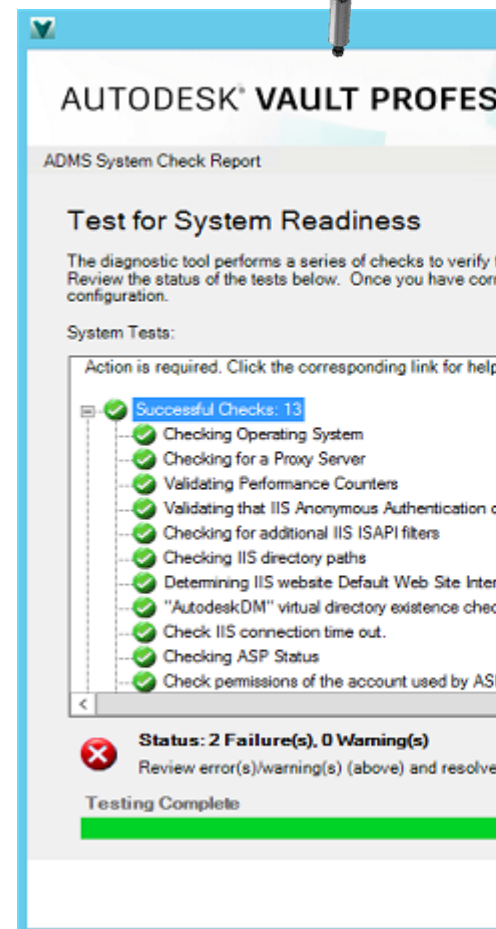 AUTODESK® VAULT PROFES
ADMS System Check Report
Test for System Readiness
The diagnostic tool performs a series of checks to verify
Review the status of the tests below. Once you have cor
configuration.
System Tests:
Action is required. Click the corresponding link for help
Successful Checks: 13
Checking Operating System
Checking for a Proxy Server
Validating Performance Counters
Validating that IIS Anonymous Authentication
Checking for additional IIS ISAPI filters
Checking IIS directory paths
Determining IIS website Default Web Site Inter
"AutodeskDM" virtual directory existence chec
Check IIS connection time out.
Checking ASP Status
Check permissions of the account used by AS
Status: 2 Failure(s), 0 Warning(s)
Review error(s)/warning(s) (above) and resolve
Testing Complete